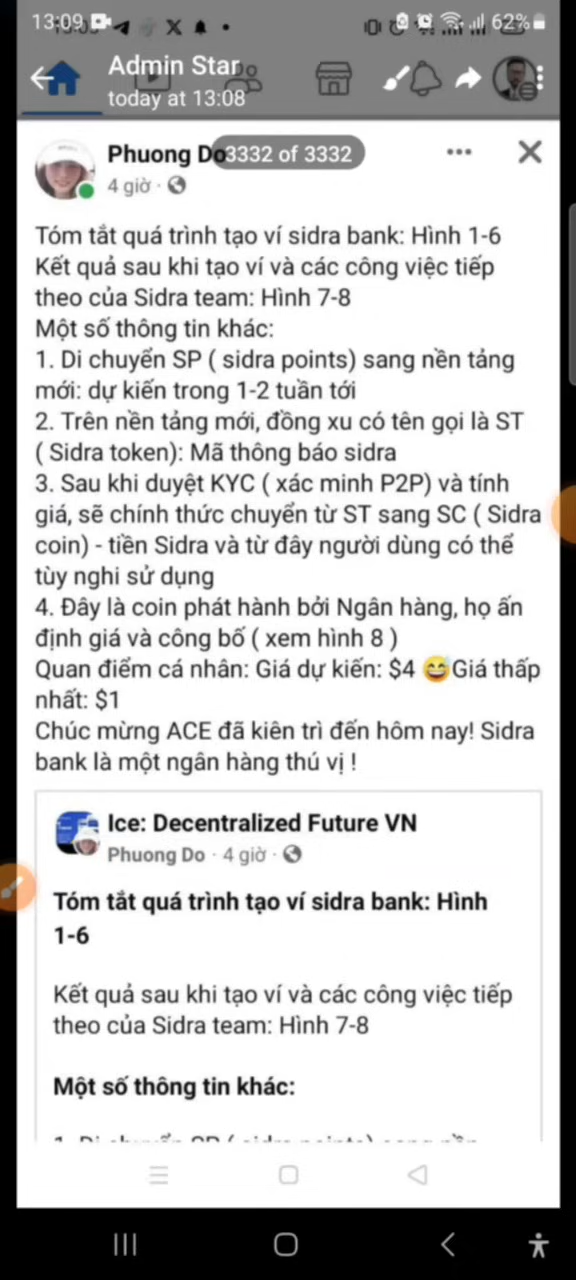 13:09
62%
Admin Star
today at 13:08
Phuong Do
3332 of 3332
4 giờ ·
Tóm tắt quá trình tạo ví sidra bank: Hình 1-6
Kết quả sau khi tạo ví và các công việc tiếp
theo của Sidra team: Hình 7-8
Một số thông tin khác:
1. Di chuyển SP ( sidra points) sang nền tảng
mới: dự kiến trong 1-2 tuần tới
2. Trên nền tảng mới, đồng xu có tên gọi là ST
( Sidra token): Mã thông báo sidra
3. Sau khi duyệt KYC ( xác minh P2P) và tính
giá, sẽ chính thức chuyển từ ST sang SC ( Sidra
coin) - tiền Sidra và từ đây người dùng có thể
tùy nghi sử dụng
4. Đây là coin phát hành bởi Ngân hàng, họ ấn
định giá và công bố ( xem hình 8 )
Quan điểm cá nhân: Giá dự kiến: $4 😅Giá thấp
nhất: $1
Chúc mừng ACE đã kiên trì đến hôm nay! Sidra
bank là một ngân hàng thú vị !
Ice: Decentralized Future VN
Phuong Do · 4 giờ ·
Tóm tắt quá trình tạo ví sidra bank: Hình
1-6
Kết quả sau khi tạo ví và các công việc tiếp
theo của Sidra team: Hình 7-8
Một số thông tin khác: